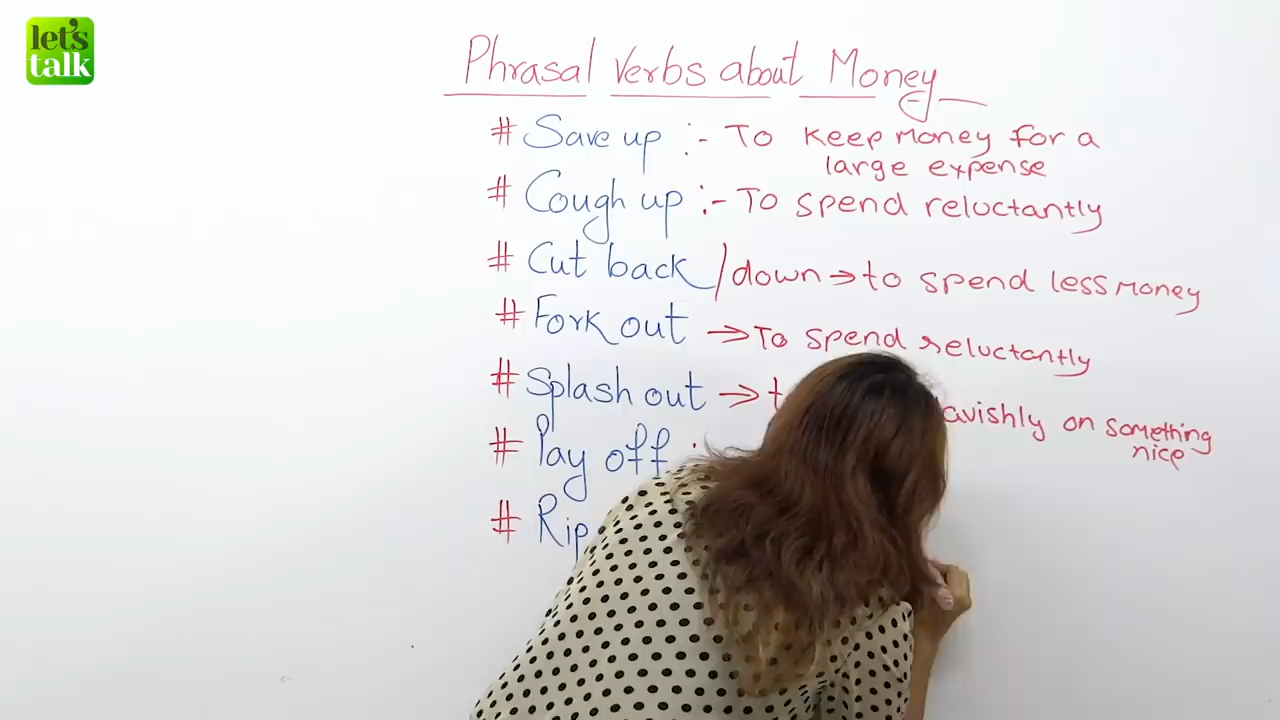 let's
talk
Phrasal Verbs about Money
# Save up :- To keep money for a
large expense
# Cough up :- To spend reluctantly
# Cut back / down → to spend less money
# Fork out → To spend reluctantly
# Splash out → on something
nice
# Pay off
# Rip